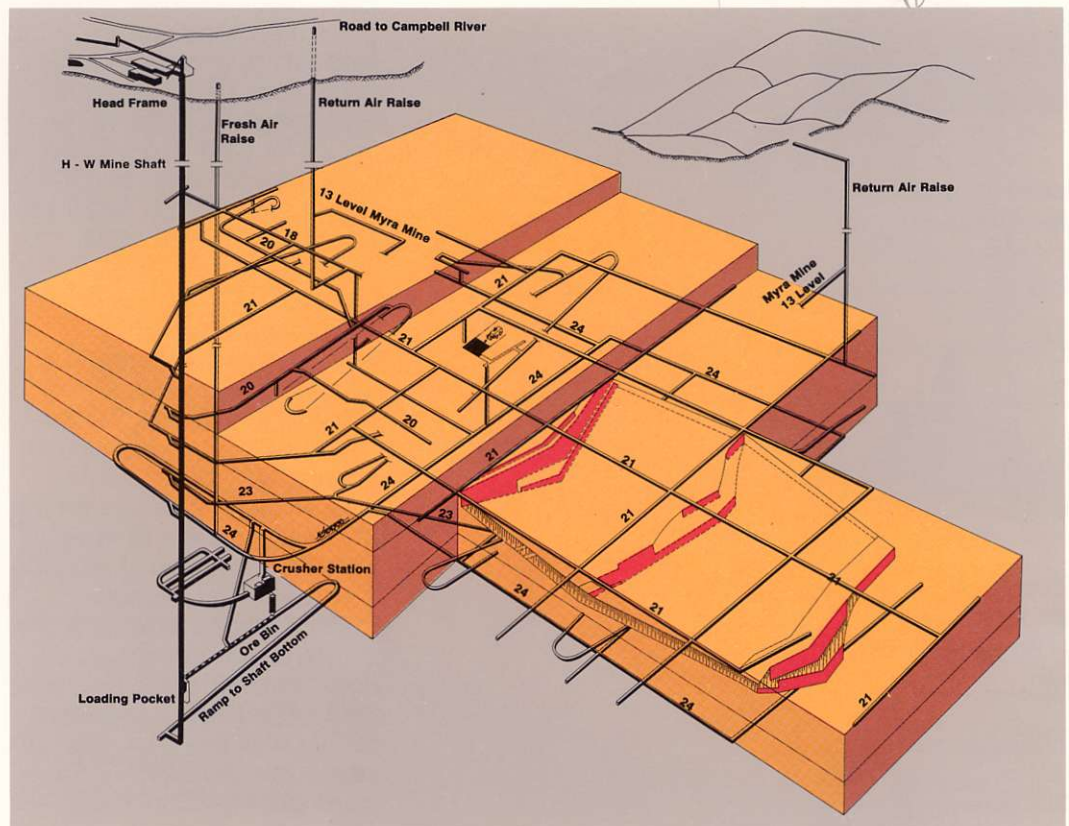 Road to Campbell River
Head Frame
Fresh Air
Raise
Return Air Raise
H - W Mine Shaft
Return Air Raise
13 Level Myra Mine
18
20
21
21
Myra Mine
13 Level
21
24
24
24
20
20
21
21
21
24
23
23
24
21
24
Crusher Station
21
21
Ore Bin
Ramp to Shaft Bottom
Loading Pocket
24
21